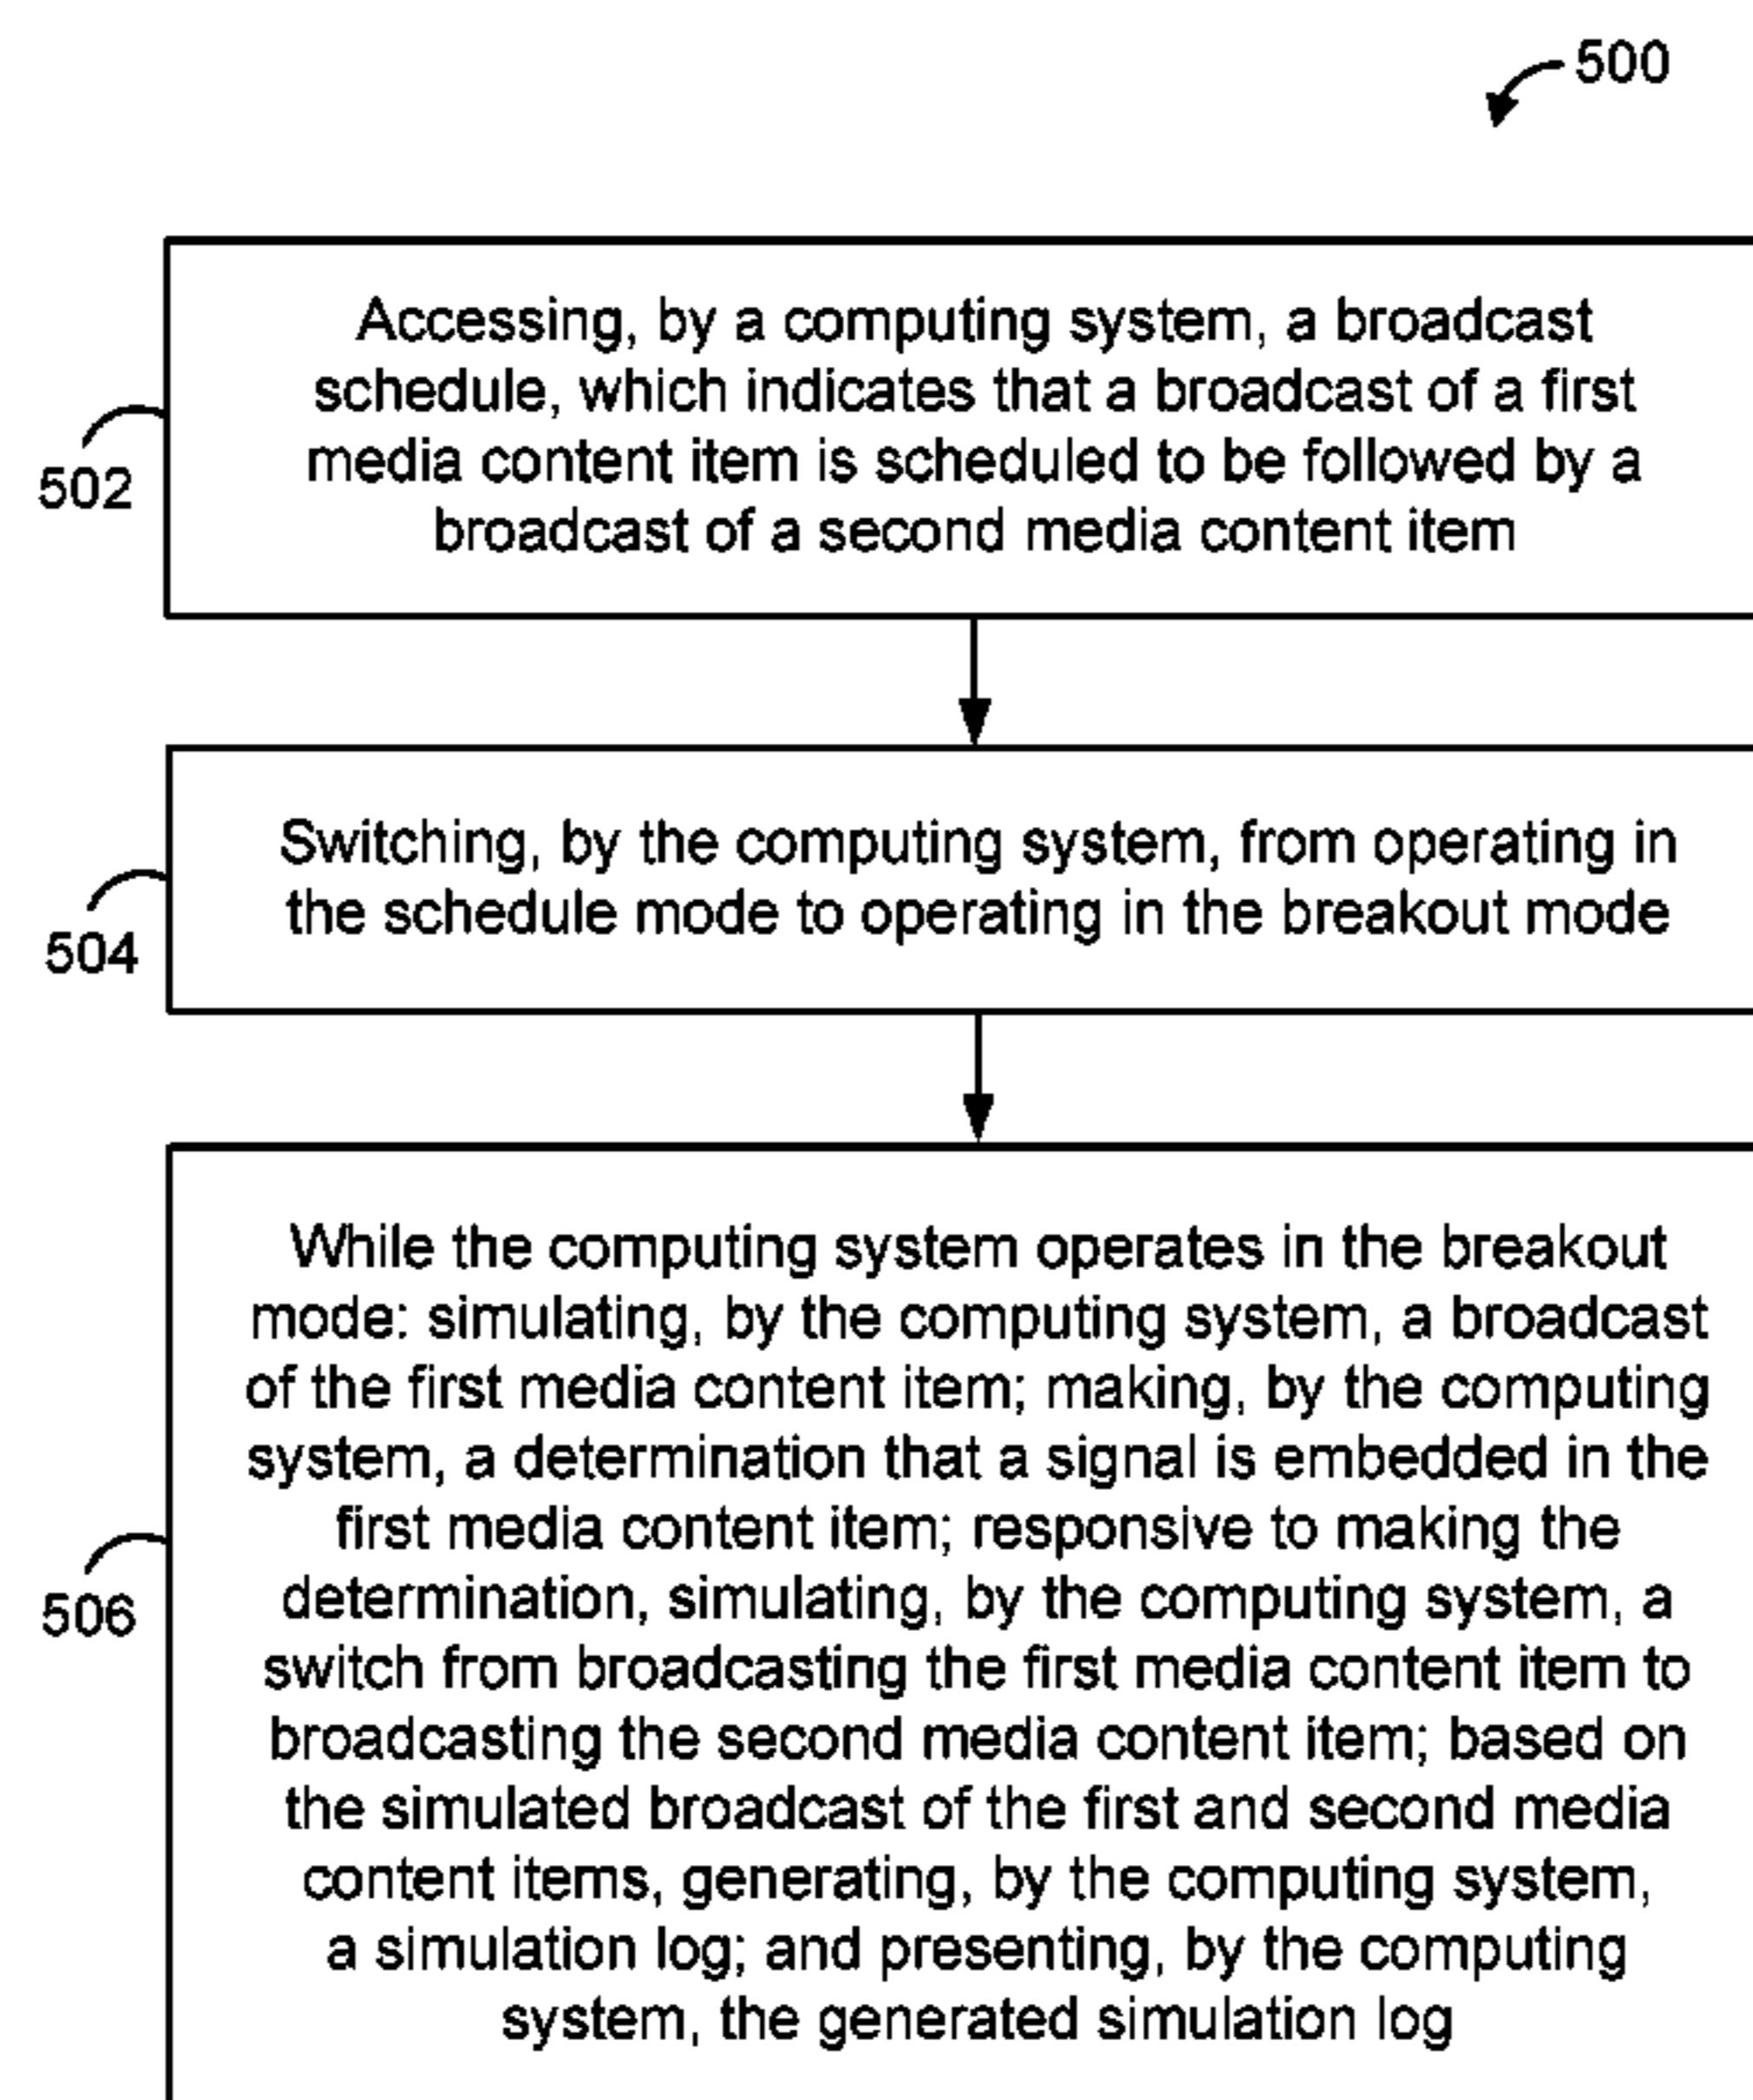 500
Accessing, by a computing system, a broadcast
schedule, which indicates that a broadcast of a first
media content item is scheduled to be followed by a
broadcast of a second media content item
502
Switching, by the computing system, from operating in
the schedule mode to operating in the breakout mode
504
While the computing system operates in the breakout
mode: simulating, by the computing system, a broadcast
of the first media content item; making, by the computing
system, a determination that a signal is embedded in the
first media content item; responsive to making the
determination, simulating, by the computing system, a
switch from broadcasting the first media content item to
broadcasting the second media content item; based on
the simulated broadcast of the first and second media
content items, generating, by the computing system,
a simulation log; and presenting, by the computing
system, the generated simulation log
506